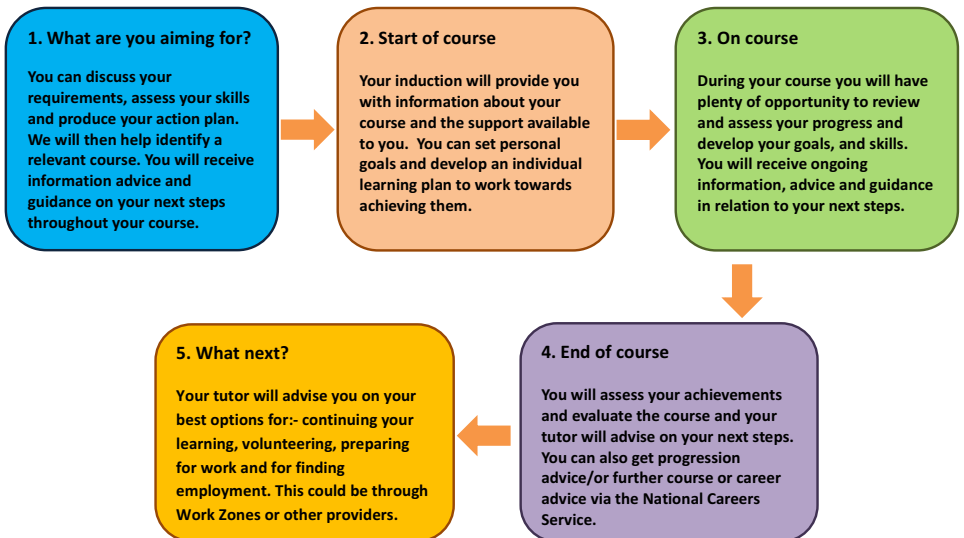 1. What are you aiming for?
You can discuss your
requirements, assess your skills
and produce your action plan.
We will then help identify a
relevant course. You will receive
information advice and
guidance on your next steps
throughout your course.
2. Start of course
Your induction will provide you
with information about your
course and the support available
to you.  You can set personal
goals and develop an individual
learning plan to work towards
achieving them.
3. On course
During your course you will have
plenty of opportunity to review
and assess your progress and
develop your goals, and skills.
You will receive ongoing
information, advice and guidance
in relation to your next steps.
4. End of course
You will assess your achievements
and evaluate the course and your
tutor will advise on your next steps.
You can also get progression
advice/or further course or career
advice via the National Careers
Service.
5. What next?
Your tutor will advise you on your
best options for:- continuing your
learning, volunteering, preparing
for work and for finding
employment. This could be through
Work Zones or other providers.